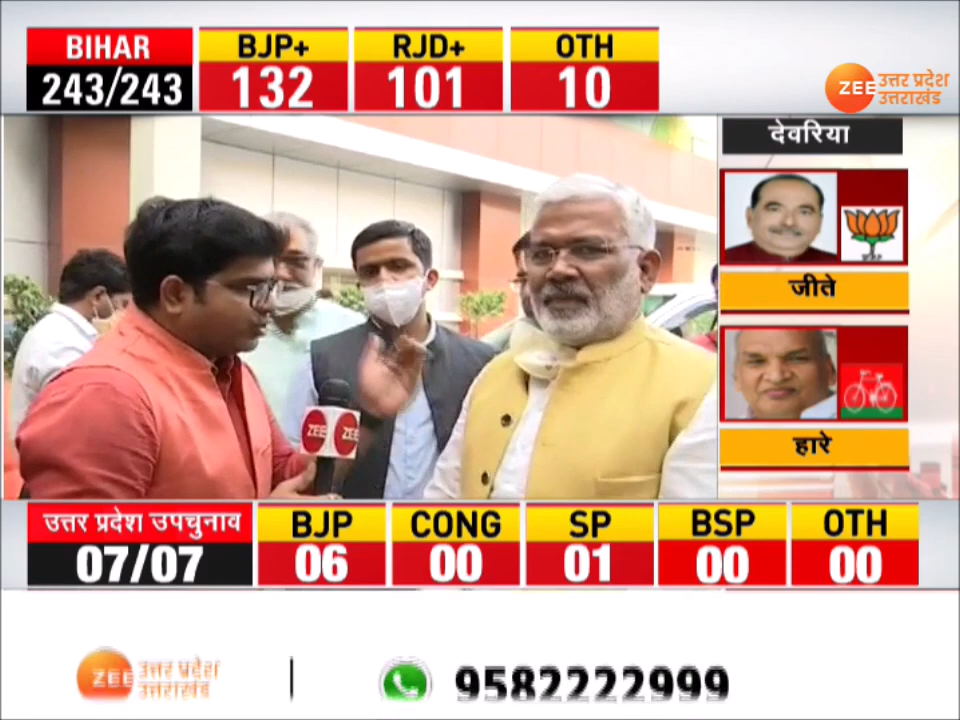 BIHAR
243/243
BJP+
132
RJD+
101
OTH
10
ZEE उत्तर प्रदेश
उत्तराखंड
देवरिया
जीते
हारे
ZEE ZEE
उत्तर प्रदेश उपचुनाव
07/07
BJP
06
CONG
00
SP
01
BSP
00
OTH
00
ZEE उत्तर प्रदेश
उत्तराखंड
9582222999